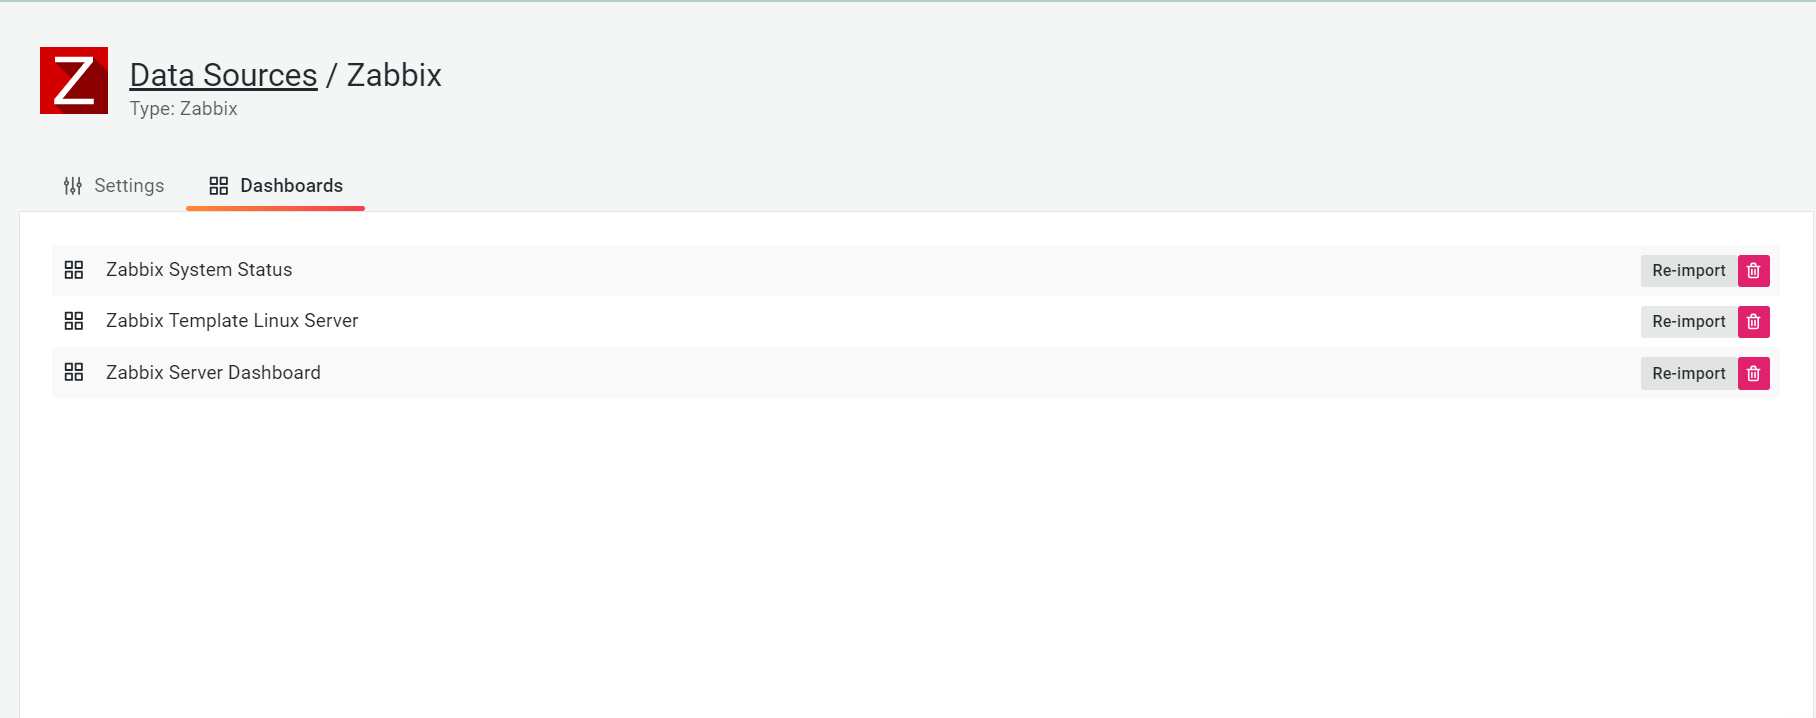 Z
Data Sources / Zabbix
Type: Zabbix
Settings Dashboards
Zabbix System Status Re-import
Zabbix Template Linux Server Re-import
Zabbix Server Dashboard Re-import